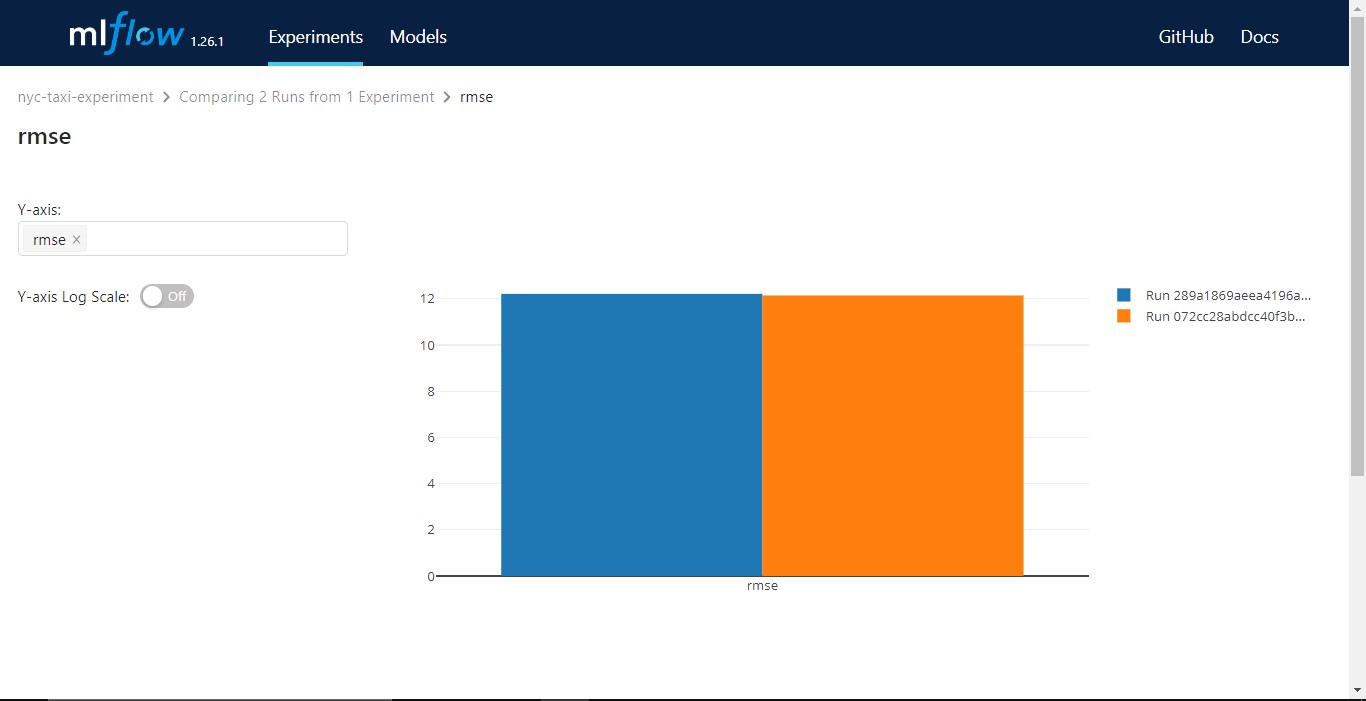 mlflow 1.26.1 Experiments Models GitHub Docs
nyc-taxi-experiment > Comparing 2 Runs from 1 Experiment > rmse
rmse
Y-axis:
rmse ×
Y-axis Log Scale: Off
12
10
8
6
4
2
0
rmse
Run 289a1869aeea4196a...
Run 072cc28abdcc40f3b...